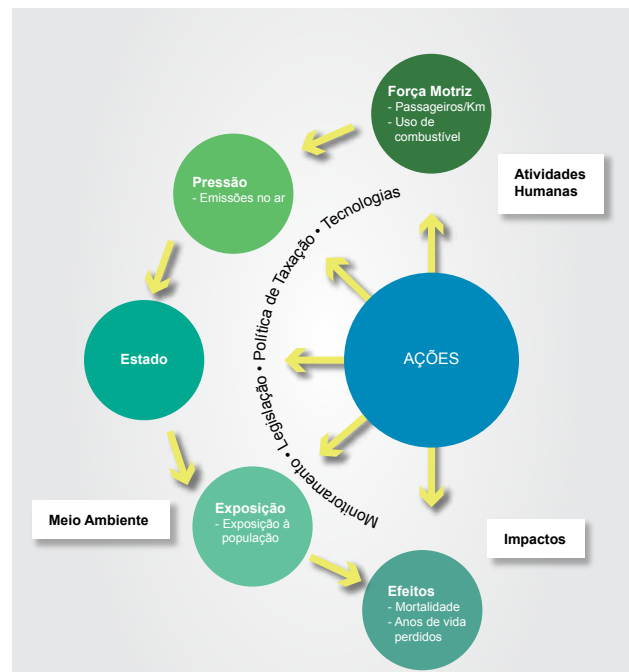 Força Motriz
- Passageiros/Km
- Uso de
combustível
Pressão
- Emissões no ar
Atividades
Humanas
Monitoramento • Legislação • Política de Taxação • Tecnologias
Estado
AÇÕES
Exposição
- Exposição à
população
Meio Ambiente
Impactos
Efeitos
- Mortalidade
- Anos de vida
perdidos